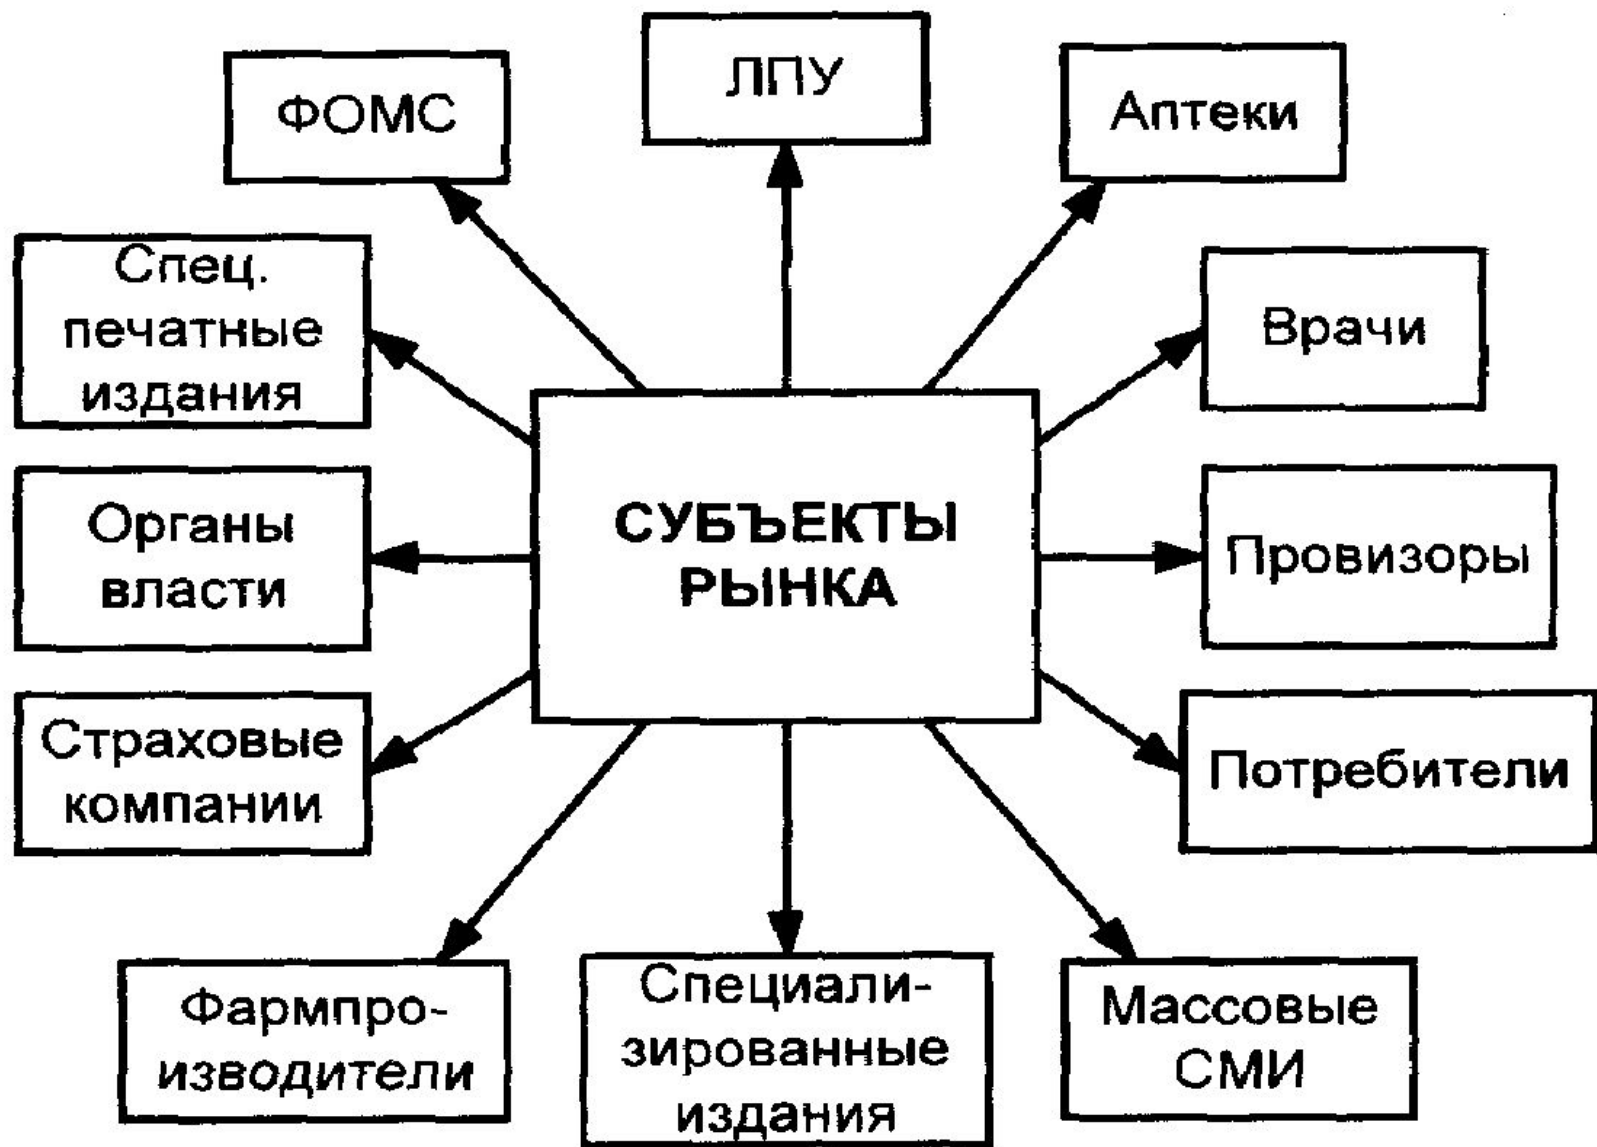 ФОМС
ЛПУ
Аптеки
Спец.
печатные
издания
Врачи
СУБЪЕКТЫ
РЫНКА
Органы
власти
Провизоры
Страховые
компании
Потребители
Фармпро-
изводители
Специали-
зированные
издания
Массовые
СМИ